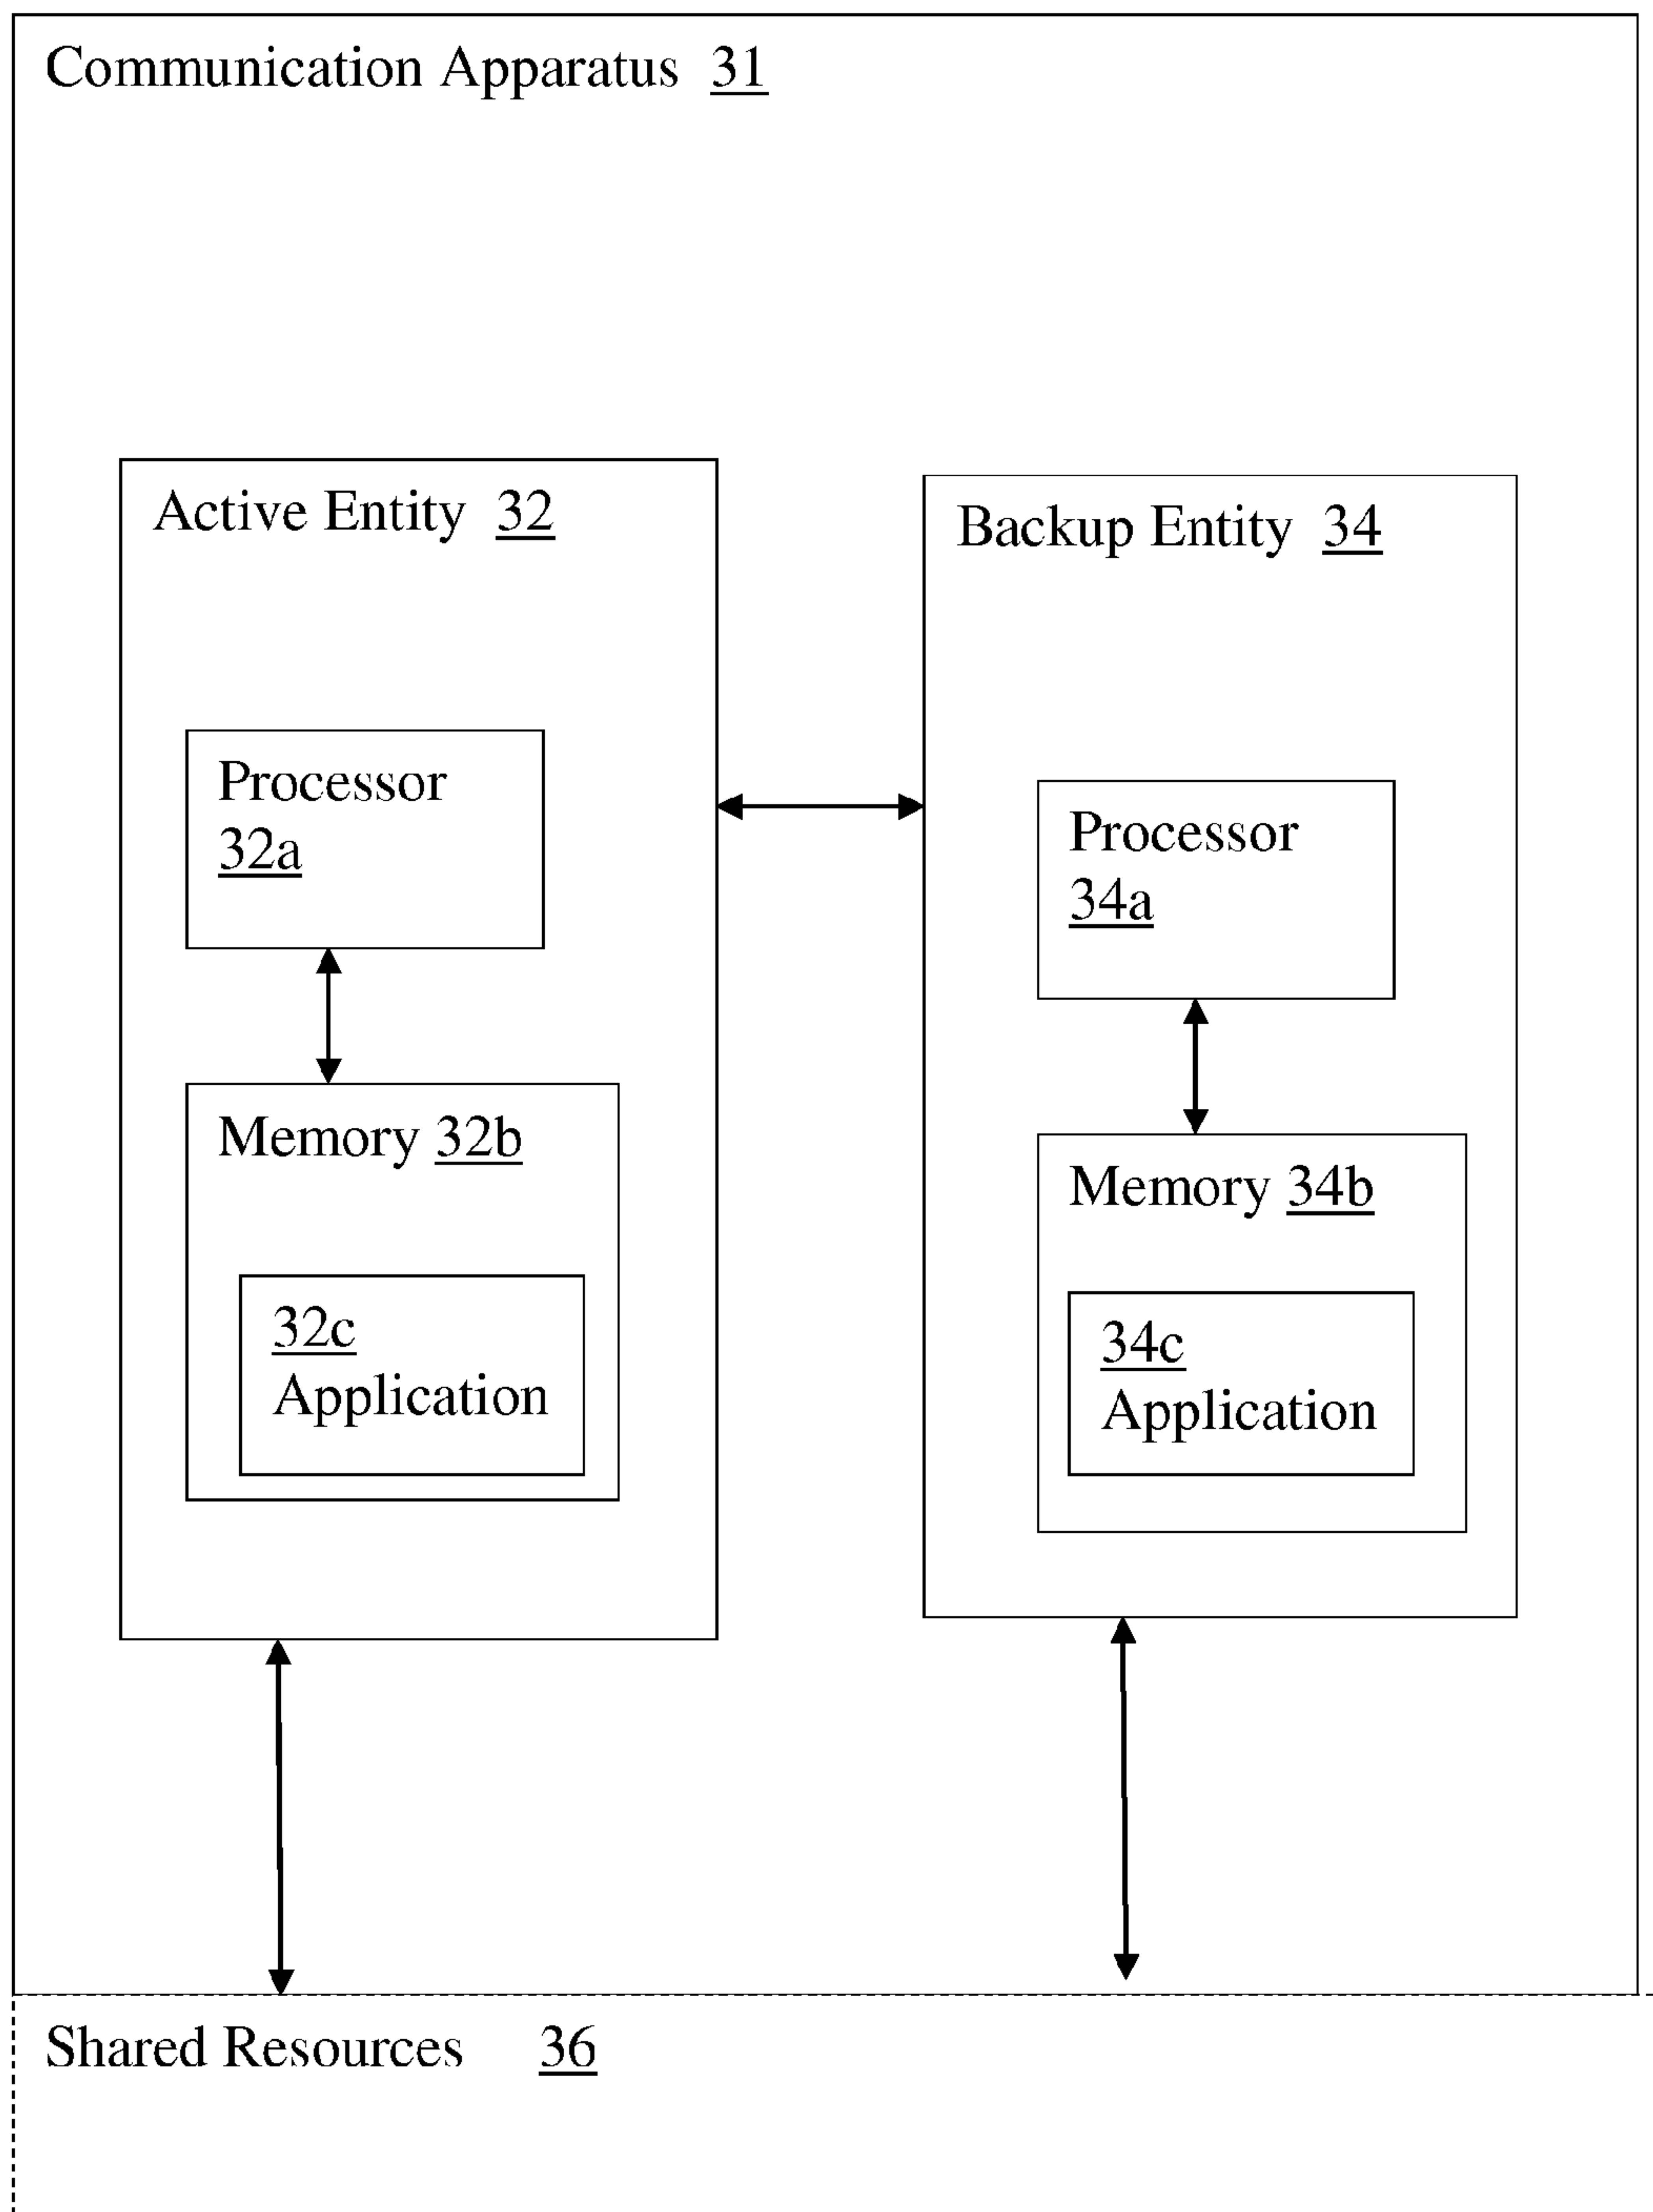 Communication Apparatus 31
Active Entity 32
Processor
32a
Memory 32b
32c
Application
Backup Entity 34
Processor
34a
Memory 34b
34c
Application
Shared Resources 36